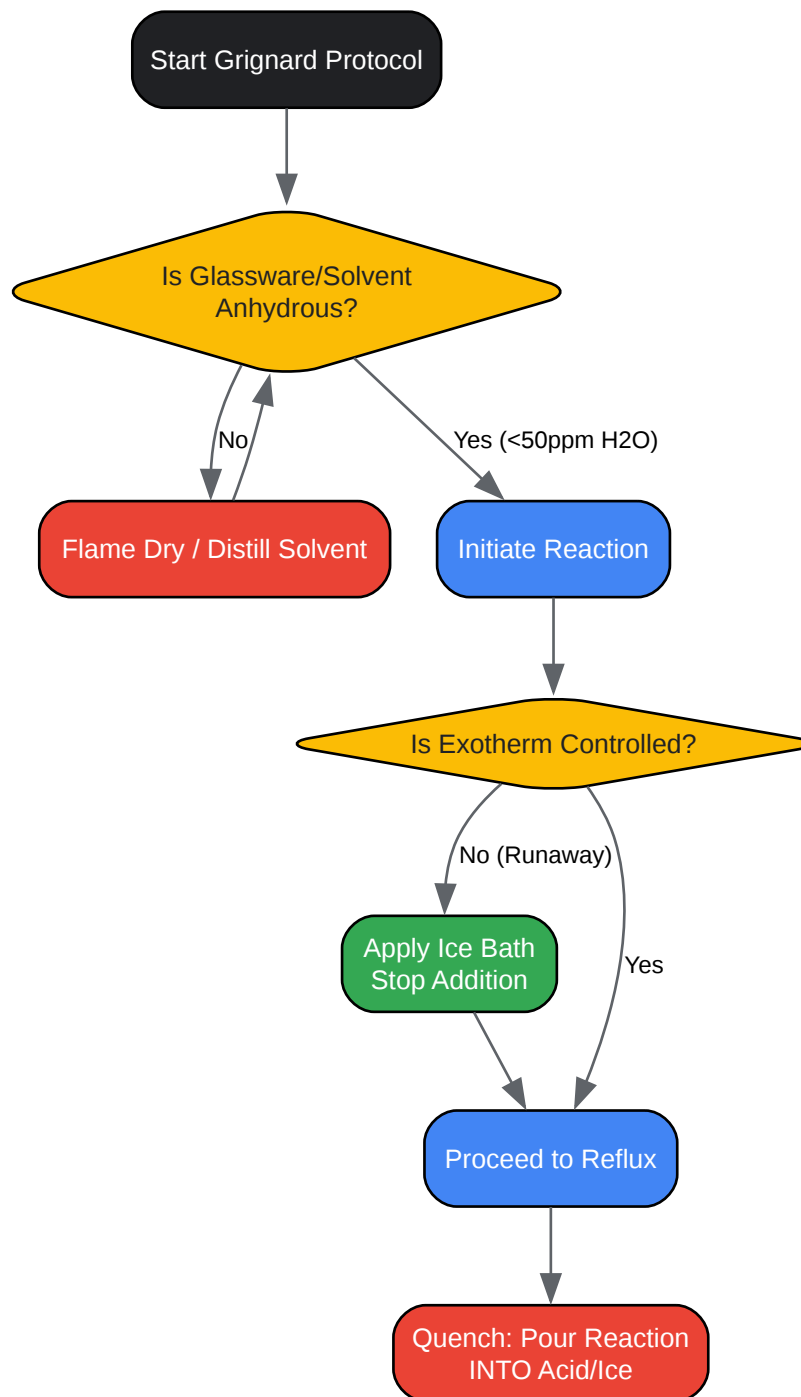 Start Grignard Protocol
Is Glassware/Solvent
Anhydrous?
No
Yes (<50ppm H2O)
Flame Dry / Distill Solvent
Initiate Reaction
Is Exotherm Controlled?
No (Runaway)
Apply Ice Bath
Stop Addition
Yes
Proceed to Reflux
Quench: Pour Reaction
INTO Acid/Ice